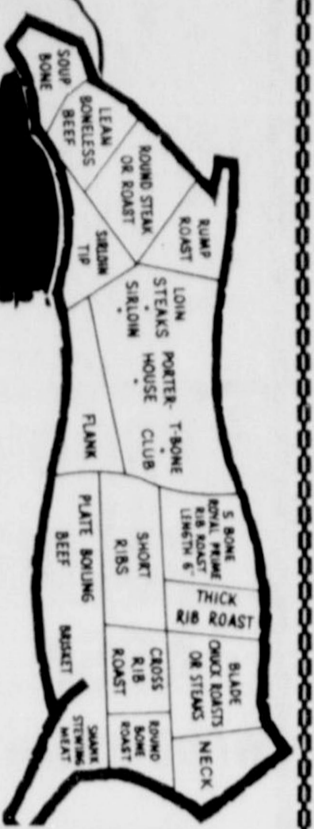 SOUP
BONE
LEAN
BONELESS
BEEF
ROUND STEAK
OR ROAST
RUMP
ROAST
SIRLOIN
TIP
LOIN
STEAKS
SIRLOIN
PORTER-
HOUSE
T-BONE
CLUB
FLANK
5 BONE
ROYAL PRIME
RIB ROAST
LENGTH 6"
THICK
RIB ROAST
BLADE
CHUCK ROASTS
OR STEAKS
NECK
SHORT
RIBS
CROSS
RIB
ROAST
ROUND
BONE
ROAST
PLATE BOILING
BEEF
BRISKET
SHANK
STEWING
MEAT